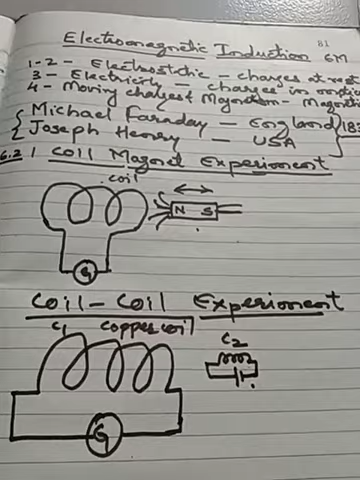 81
Electromagnetic Induction 6M
1-2 - Electrostatic - charges at rest
3 - Electricity - charges in motion
4 - Moving charges & Magnetism - Magnetic
Michael Faraday - England
Joseph Henry - USA
6.2 | Coil Magnet Experiment
coil
N S
G
Coil - Coil Experiment
C1 Copper coil
C2
G